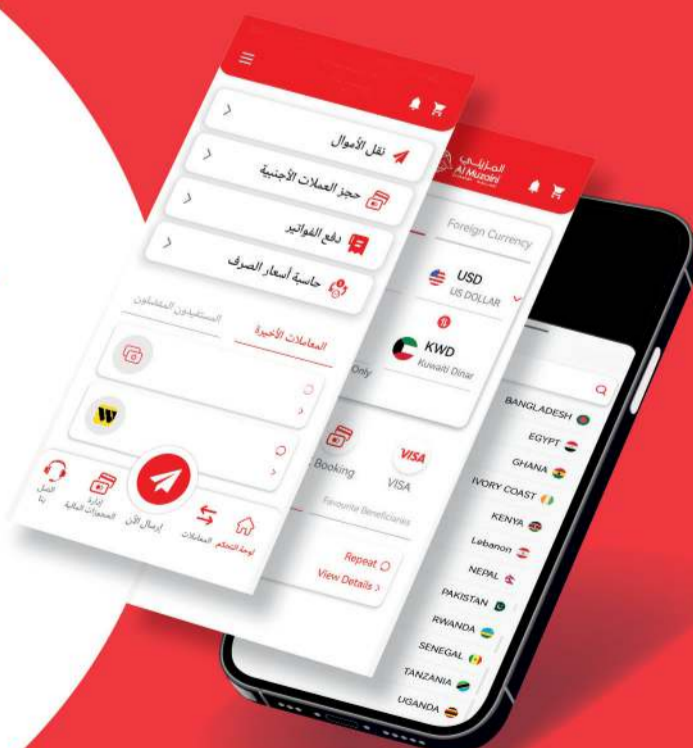 نقل الأموال
حجز العملات الأجنبية
دفع الفواتير
حاسبة أسعار الصرف
المعاملات الأخيرة
المستفيدون المفضلون
W
لوحة التحكم
المعاملات
إرسال الآن
إدارة
الحجوزات المالية
اتصل
بنا
المزيني
Al Muzaini
Foreign Currency
USD
US DOLLAR
KWD
Kuwaiti Dinar
Only
Booking
VISA
VISA
Favourite Beneficiaries
Repeat
View Details >
BANGLADESH
EGYPT
GHANA
IVORY COAST
KENYA
Lebanon
NEPAL
PAKISTAN
RWANDA
SENEGAL
TANZANIA
UGANDA